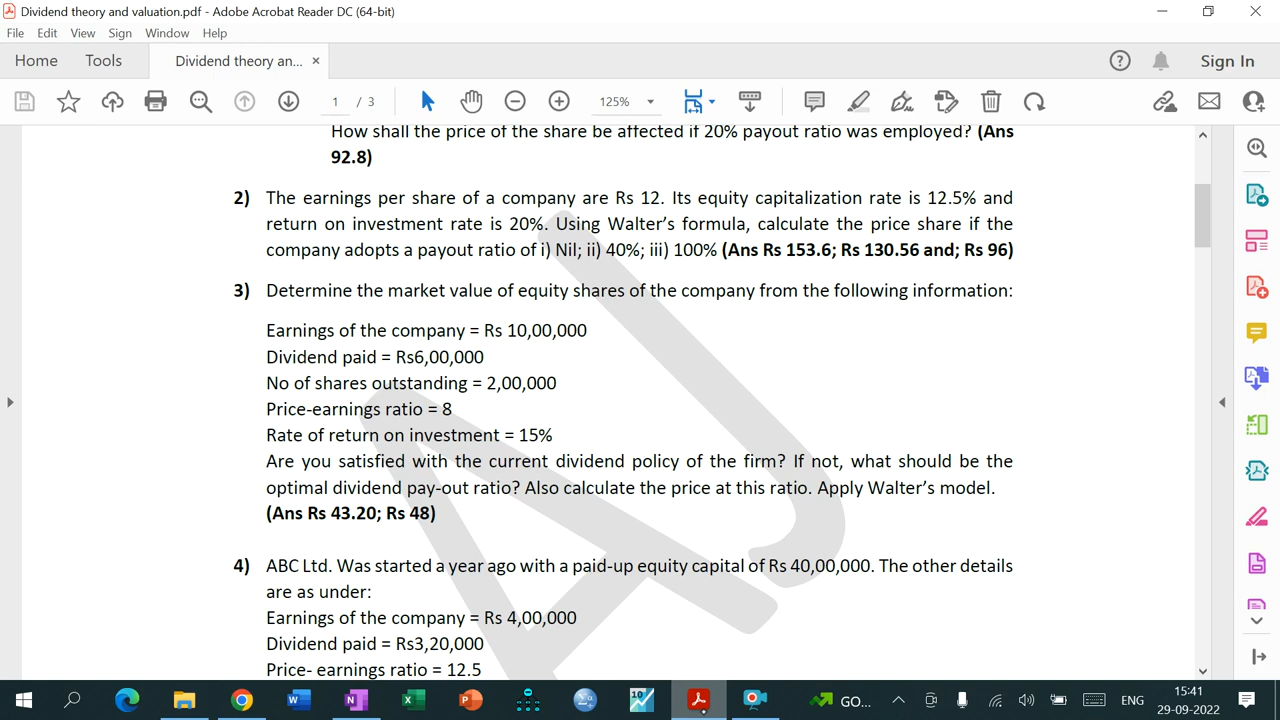 Dividend theory and valuation.pdf - Adobe Acrobat Reader DC (64-bit)
File Edit View Sign Window Help
Home Tools Dividend theory an... × Sign In
1 / 3 125%
How shall the price of the share be affected if 20% payout ratio was employed? (Ans
92.8)
2) The earnings per share of a company are Rs 12. Its equity capitalization rate is 12.5% and
return on investment rate is 20%. Using Walter's formula, calculate the price share if the
company adopts a payout ratio of i) Nil; ii) 40%; iii) 100% (Ans Rs 153.6; Rs 130.56 and; Rs 96)
3) Determine the market value of equity shares of the company from the following information:
Earnings of the company = Rs 10,00,000
Dividend paid = Rs6,00,000
No of shares outstanding = 2,00,000
Price-earnings ratio = 8
Rate of return on investment = 15%
Are you satisfied with the current dividend policy of the firm? If not, what should be the
optimal dividend pay-out ratio? Also calculate the price at this ratio. Apply Walter's model.
(Ans Rs 43.20; Rs 48)
4) ABC Ltd. Was started a year ago with a paid-up equity capital of Rs 40,00,000. The other details
are as under:
Earnings of the company = Rs 4,00,000
Dividend paid = Rs3,20,000
Price- earnings ratio = 12.5
AJ
GO... ENG 15:41
29-09-2022